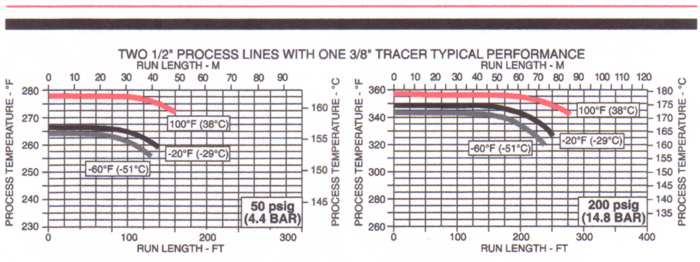 TWO 1/2" PROCESS LINES WITH ONE 3/8" TRACER TYPICAL PERFORMANCE
RUN LENGTH - M
0 10 20 30 40 50 60 70 80 90
PROCESS TEMPERATURE - °F
280
270
260
250
240
230
160
155
150
145
PROCESS TEMPERATURE - °C
100°F (38°C)
-20°F (-29°C)
-60°F (-51°C)
50 psig
(4.4 BAR)
0 100 200 300
RUN LENGTH - FT
RUN LENGTH - M
0 10 20 30 40 50 60 70 80 90 100 110 120
PROCESS TEMPERATURE - °F
360
340
320
300
280
260
180
175
170
165
160
155
150
145
140
135
PROCESS TEMPERATURE - °C
100°F (38°C)
-20°F (-29°C)
-60°F (-51°C)
200 psig
(14.8 BAR)
0 100 200 300 400
RUN LENGTH - FT